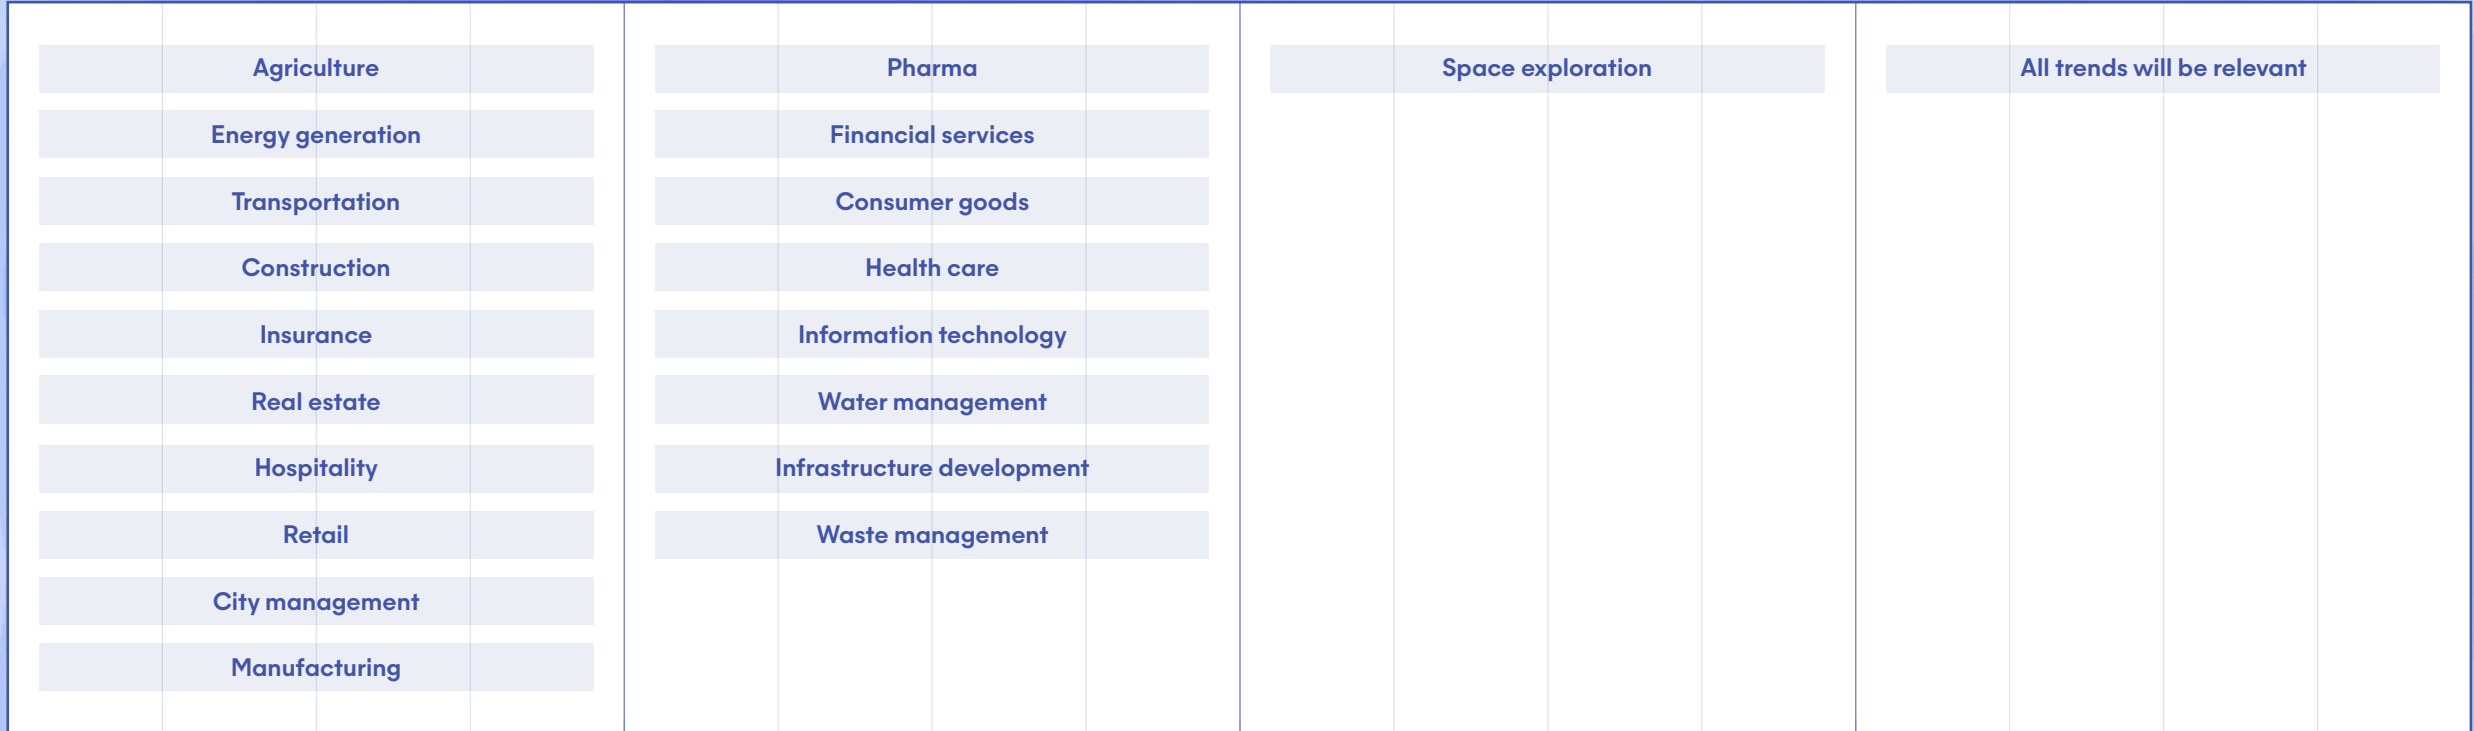 Agriculture
Energy generation
Transportation
Construction
Insurance
Real estate
Hospitality
Retail
City management
Manufacturing
Pharma
Financial services
Consumer goods
Health care
Information technology
Water management
Infrastructure development
Waste management
Space exploration
All trends will be relevant